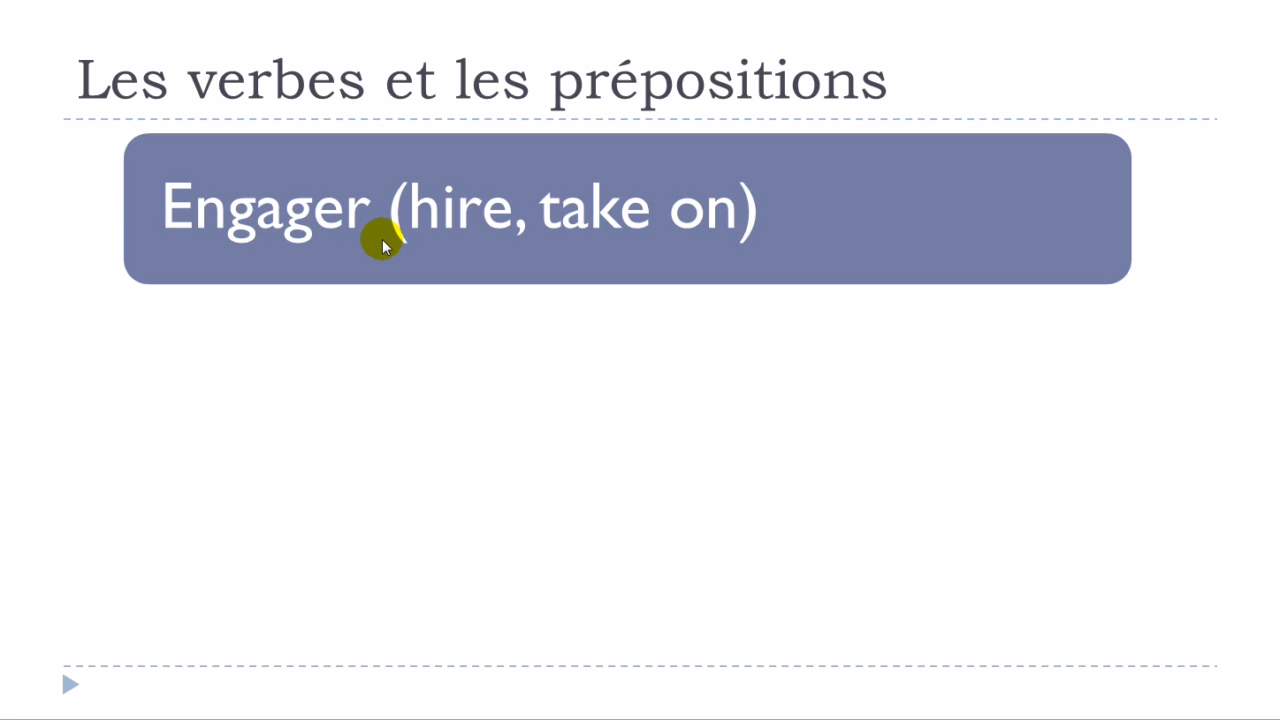 Les verbes et les prépositions
Engager (hire, take on)